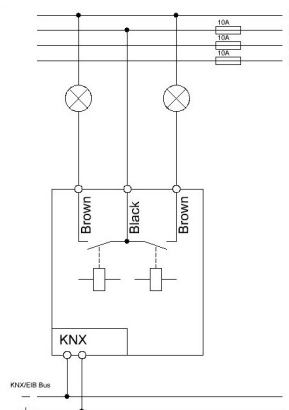 10A
10A
10A
Brown
Black
Brown
KNX
KNX/EIB Bus